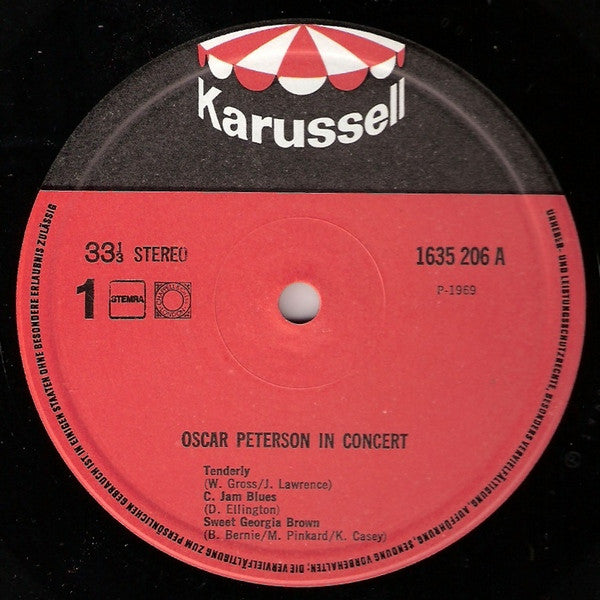 Karussell
33⅓ STEREO
1635 206 A
1
STEMRA
P-1969
OSCAR PETERSON IN CONCERT
Tenderly
(W. Gross/J. Lawrence)
C. Jam Blues
(D. Ellington)
Sweet Georgia Brown
(B. Bernie/M. Pinkard/K. Casey)
URHEBER- UND LEISTUNGSSCHUTZRECHTE, BESONDERS VERVIELFÄLTIGUNG, AUFFÜHRUNG, SENDUNG VORBEHALTEN: DIE VERVIELFÄLTIGUNG ZUM PERSÖNLICHEN GEBRAUCH IST IN EINIGEN STAATEN OHNE BESONDERE ERLAUBNIS ZULÄSSIG